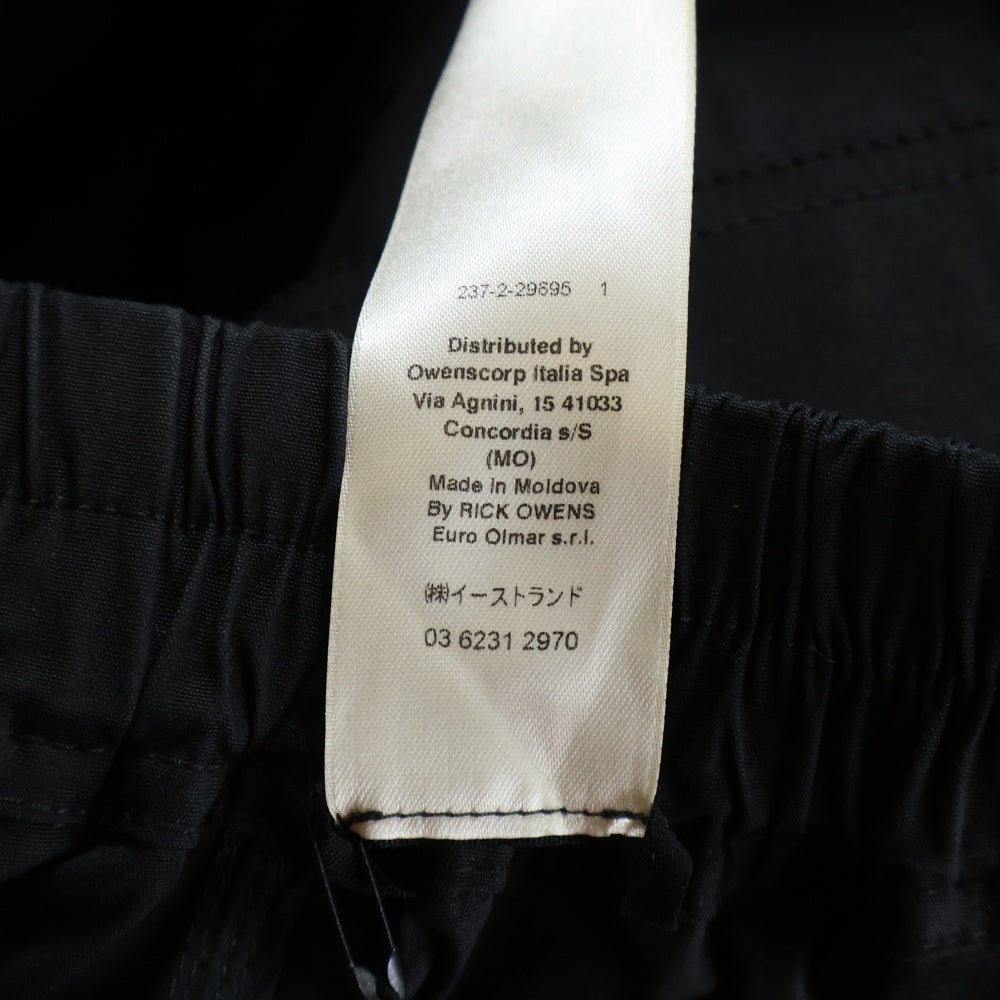 237-2-29695 1
Distributed by
Owenscorp Italia Spa
Via Agnini, 15 41033
Concordia s/S
(MO)
Made in Moldova
By RICK OWENS
Euro Olmar s.r.l.
㈱イーストランド
03 6231 2970